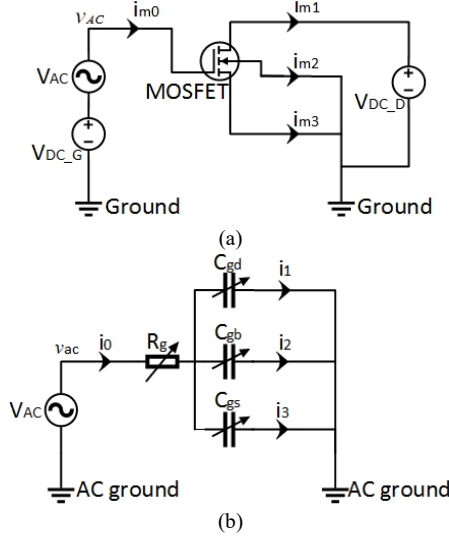 vAC im0 im1
VAC MOSFET im2 VDC_D
VDC_G im3
Ground Ground
(a)
Cgd i1
vac i0 Rg Cgb i2
VAC Cgs i3
AC ground AC ground
(b)